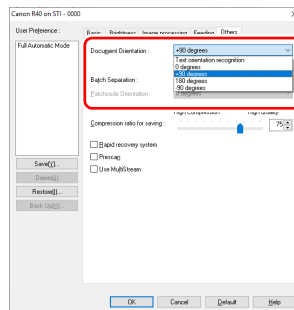 Canon R40 on STI - 0000
User Preference :
Basic Brightness Image processing Feeding Others
Full Automatic Mode
Document Orientation : +90 degrees
Text orientation recognition
0 degrees
+90 degrees
180 degrees
-90 degrees
Batch Separation :
Patchcode Orientation : 0 degrees
High Compression High Quality
Compression ratio for saving : 75
Rapid recovery system
Prescan
Use MultiStream
Save(Y)...
Delete(J)
Restore(I)...
Back Up(X)...
OK Cancel Default Help